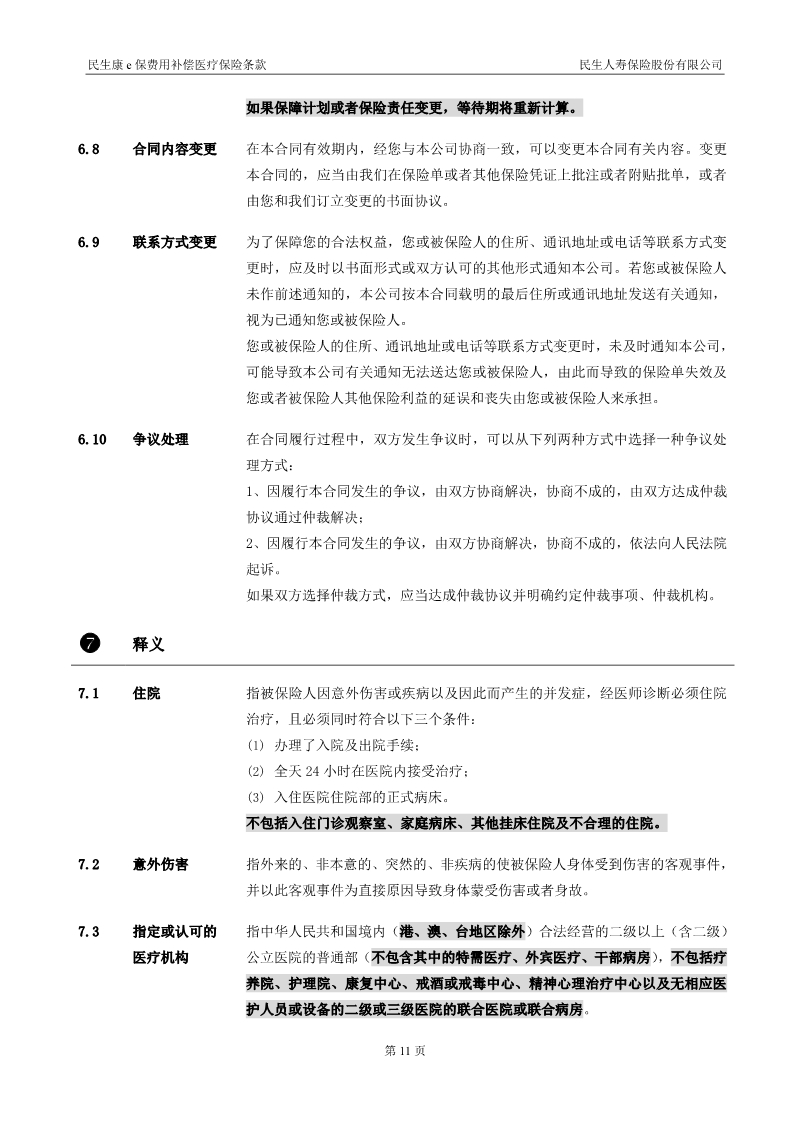 民生康 e 保费用补偿医疗保险条款 民生人寿保险股份有限公司
如果保障计划或者保险责任变更，等待期将重新计算。
6.8 合同内容变更 在本合同有效期内，经您与本公司协商一致，可以变更本合同有关内容。变更
本合同的，应当由我们在保险单或者其他保险凭证上批注或者附贴批单，或者
由您和我们订立变更的书面协议。
6.9 联系方式变更 为了保障您的合法权益，您或被保险人的住所、通讯地址或电话等联系方式变
更时，应及时以书面形式或双方认可的其他形式通知本公司。若您或被保险人
未作前述通知的，本公司按本合同载明的最后住所或通讯地址发送有关通知，
视为已通知您或被保险人。
您或被保险人的住所、通讯地址或电话等联系方式变更时，未及时通知本公司，
可能导致本公司有关通知无法送达您或被保险人，由此而导致的保险单失效及
您或者被保险人其他保险利益的延误和丧失由您或被保险人来承担。
6.10 争议处理 在合同履行过程中，双方发生争议时，可以从下列两种方式中选择一种争议处
理方式：
1、因履行本合同发生的争议，由双方协商解决，协商不成的，由双方达成仲裁
协议通过仲裁解决；
2、因履行本合同发生的争议，由双方协商解决，协商不成的，依法向人民法院
起诉。
如果双方选择仲裁方式，应当达成仲裁协议并明确约定仲裁事项、仲裁机构。
❼ 释义
7.1 住院 指被保险人因意外伤害或疾病以及因此而产生的并发症，经医师诊断必须住院
治疗，且必须同时符合以下三个条件：
(1) 办理了入院及出院手续；
(2) 全天 24 小时在医院内接受治疗；
(3) 入住医院住院部的正式病床。
不包括入住门诊观察室、家庭病床、其他挂床住院及不合理的住院。
7.2 意外伤害 指外来的、非本意的、突然的、非疾病的使被保险人身体受到伤害的客观事件，
并以此客观事件为直接原因导致身体蒙受伤害或者身故。
7.3 指定或认可的 指中华人民共和国境内（港、澳、台地区除外）合法经营的二级以上（含二级）
医疗机构 公立医院的普通部（不包含其中的特需医疗、外宾医疗、干部病房），不包括疗
养院、护理院、康复中心、戒酒或戒毒中心、精神心理治疗中心以及无相应医
护人员或设备的二级或三级医院的联合医院或联合病房。
第 11 页